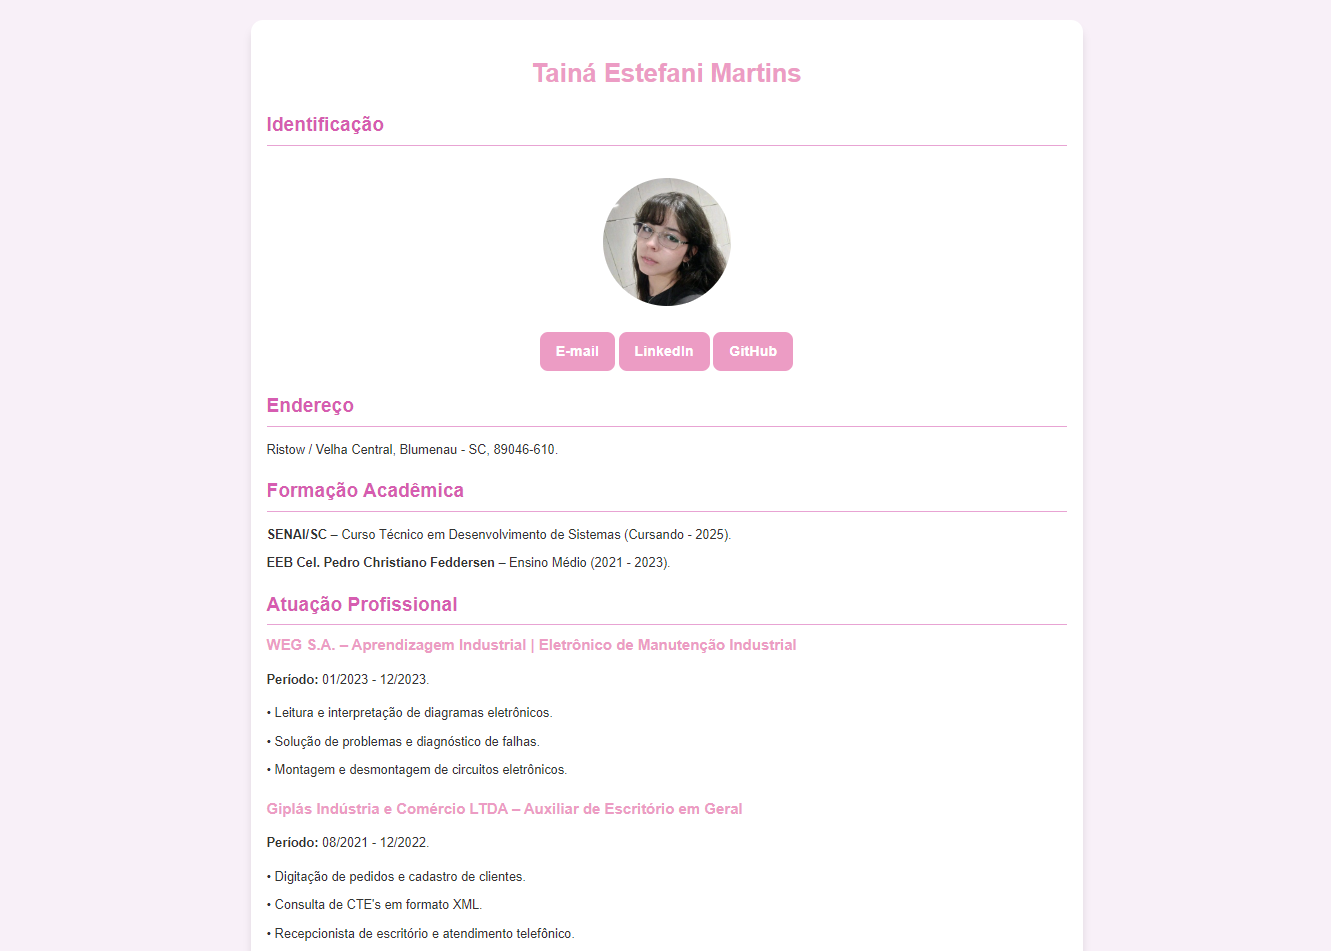 Tainá Estefani Martins
Identificação
E-mail
LinkedIn
GitHub
Endereço
Ristow / Velha Central, Blumenau - SC, 89046-610.
Formação Acadêmica
SENAI/SC – Curso Técnico em Desenvolvimento de Sistemas (Cursando - 2025).
EEB Cel. Pedro Christiano Feddersen – Ensino Médio (2021 - 2023).
Atuação Profissional
WEG S.A. – Aprendizagem Industrial | Eletrônico de Manutenção Industrial
Período: 01/2023 - 12/2023.
• Leitura e interpretação de diagramas eletrônicos.
• Solução de problemas e diagnóstico de falhas.
• Montagem e desmontagem de circuitos eletrônicos.
Giplás Indústria e Comércio LTDA – Auxiliar de Escritório em Geral
Período: 08/2021 - 12/2022.
• Digitação de pedidos e cadastro de clientes.
• Consulta de CTE's em formato XML.
• Recepcionista de escritório e atendimento telefônico.